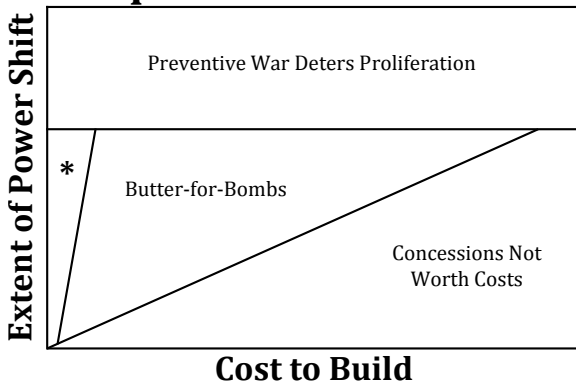 Preventive War Deters Proliferation
Extent of Power Shift
*
Butter-for-Bombs
Concessions Not
Worth Costs
Cost to Build